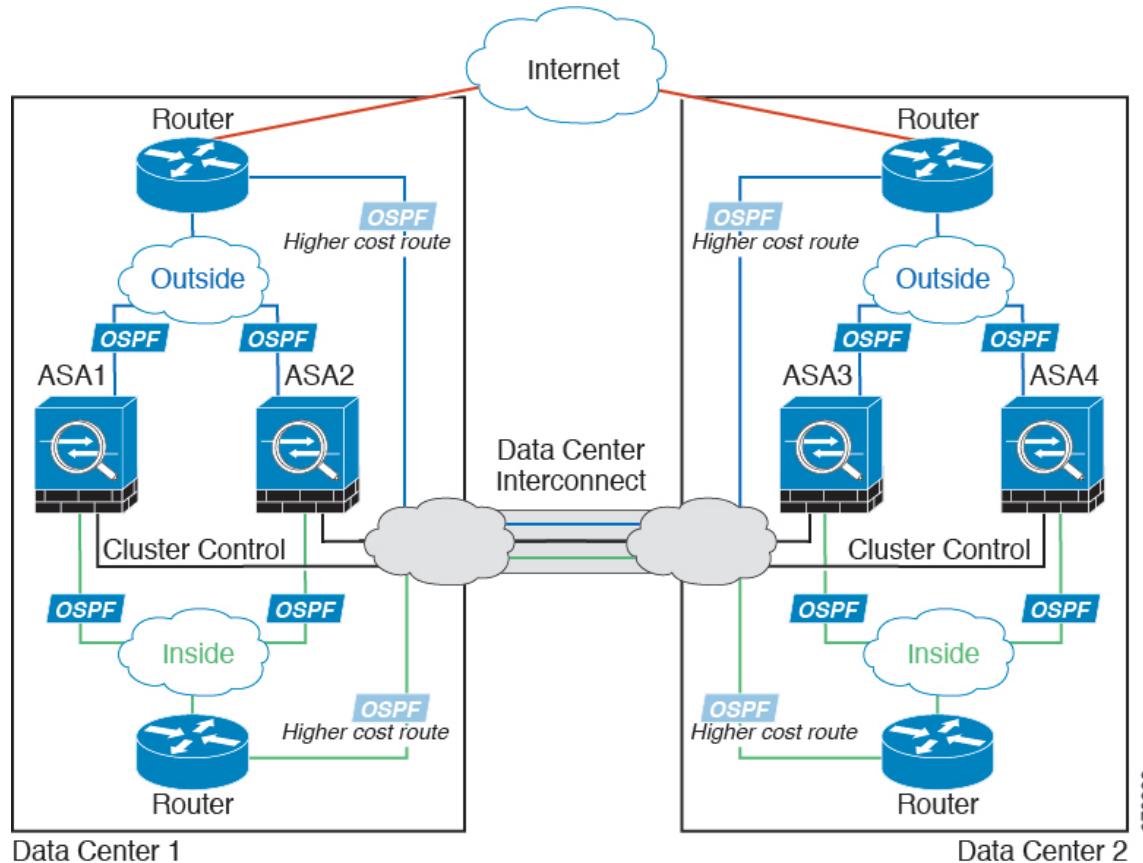 Internet
Router
Router
OSPF
Higher cost route
OSPF
Higher cost route
Outside
Outside
OSPF
OSPF
OSPF
OSPF
ASA1
ASA2
ASA3
ASA4
Data Center
Interconnect
Cluster Control
Cluster Control
OSPF
OSPF
OSPF
OSPF
Inside
Inside
OSPF
Higher cost route
OSPF
Higher cost route
Router
Router
Data Center 1
Data Center 2